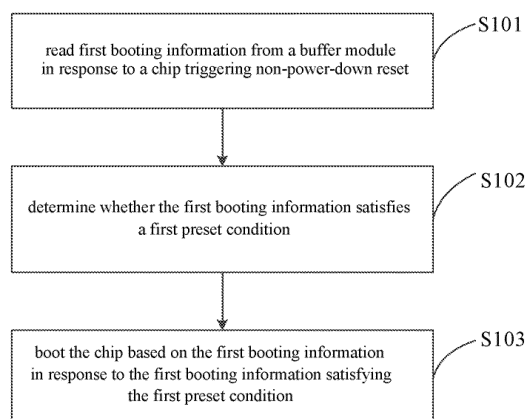 S101
read first booting information from a buffer module
in response to a chip triggering non-power-down reset
S102
determine whether the first booting information satisfies
a first preset condition
S103
boot the chip based on the first booting information
in response to the first booting information satisfying
the first preset condition